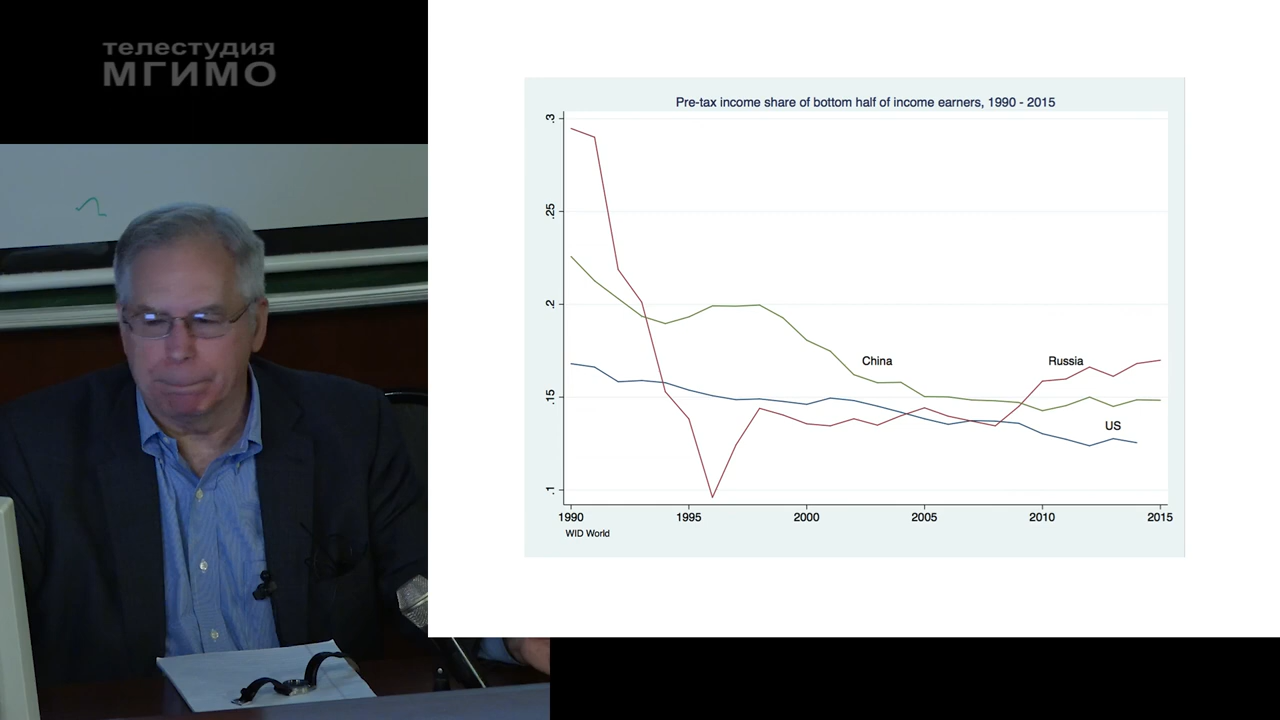 телестудия
МГИМО
Pre-tax income share of bottom half of income earners, 1990 - 2015
.3
.25
.2
.15
.1
China
Russia
US
1990 1995 2000 2005 2010 2015
WID World